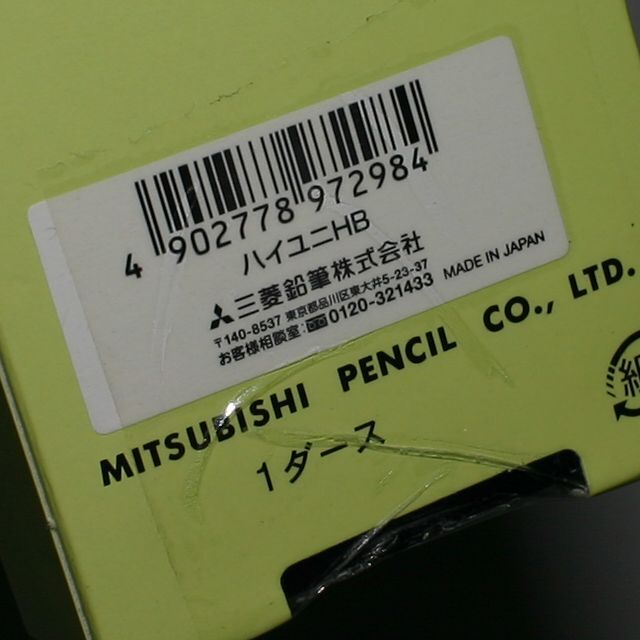 4 902778 972984
ハイユニHB
三菱鉛筆株式会社
〒140-8537 東京都品川区東大井5-23-37
お客様相談室: 0120-321433 MADE IN JAPAN
MITSUBISHI PENCIL CO., LTD.
1ダース
紙